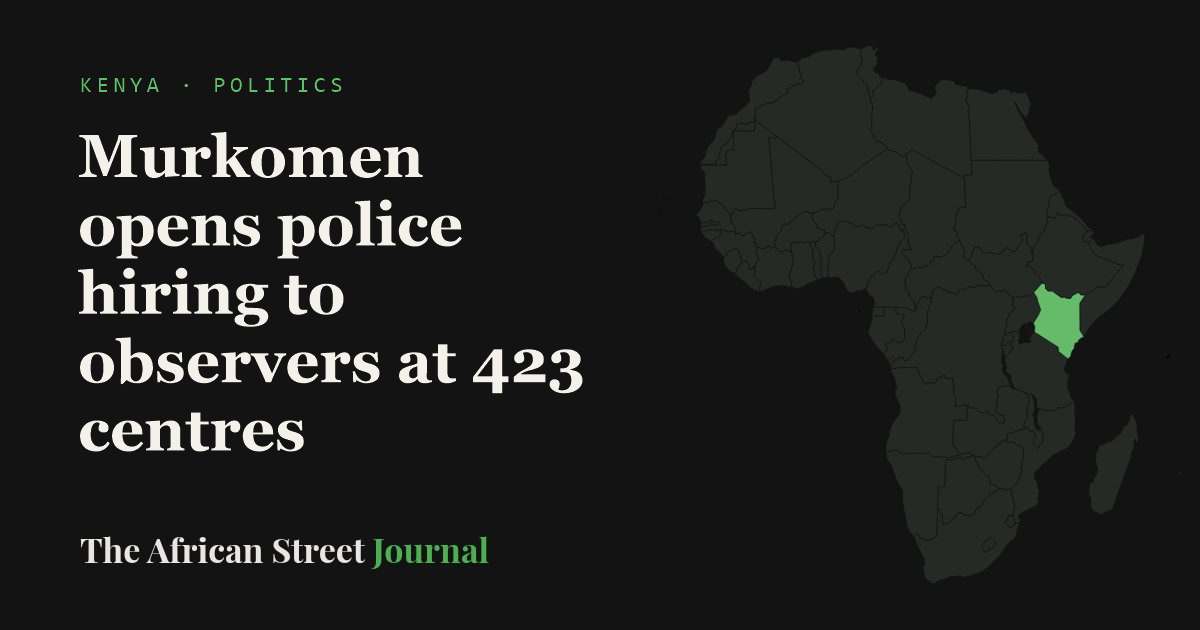 KENYA · POLITICS
Murkomen
opens police
hiring to
observers at 423
centres
The African Street Journal